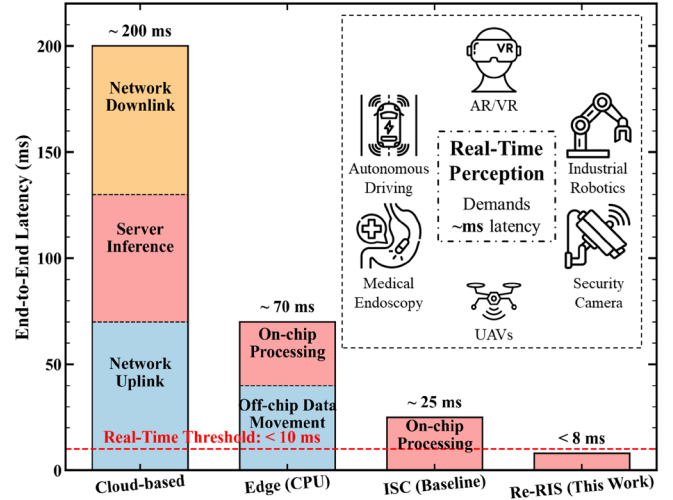 End-to-End Latency (ms)
200
150
100
50
0
~ 200 ms
Network
Downlink
Server
Inference
Network
Uplink
~ 70 ms
On-chip
Processing
Off-chip Data
Movement
~ 25 ms
On-chip
Processing
< 8 ms
Real-Time Threshold: < 10 ms
Cloud-based
Edge (CPU)
ISC (Baseline)
Re-RIS (This Work)
VR
AR/VR
Autonomous
Driving
Real-Time
Perception
Demands
~ms latency
Industrial
Robotics
Medical
Endoscopy
Security
Camera
UAVs